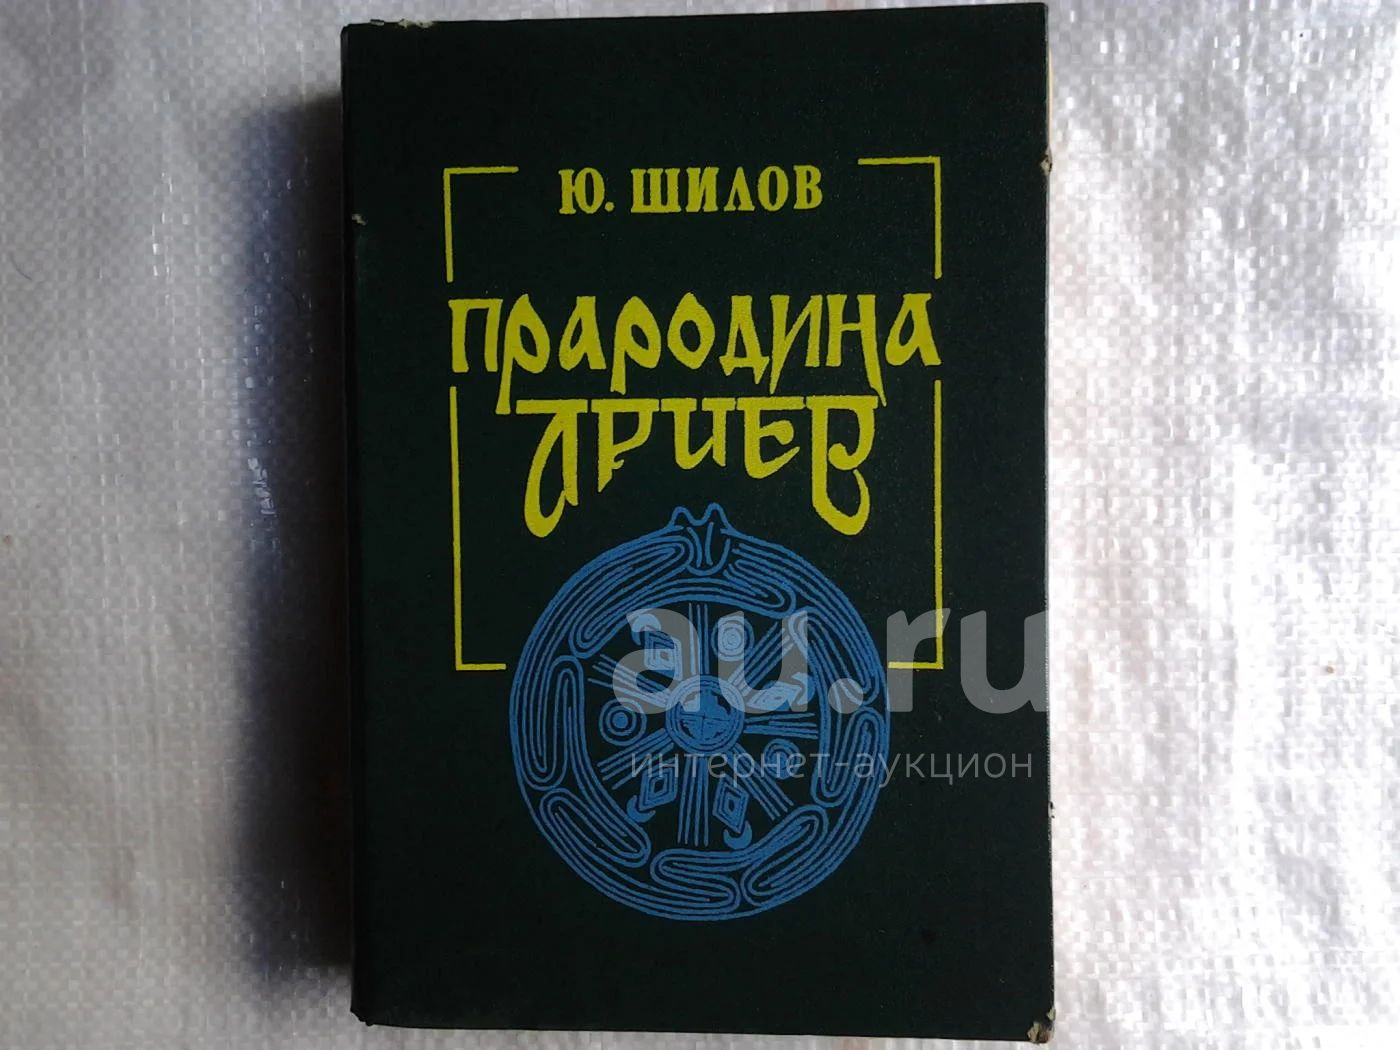 Ю. ШИЛОВ
ПРАРОДИНА
АРИЕВ
au.ru
интернет-аукцион